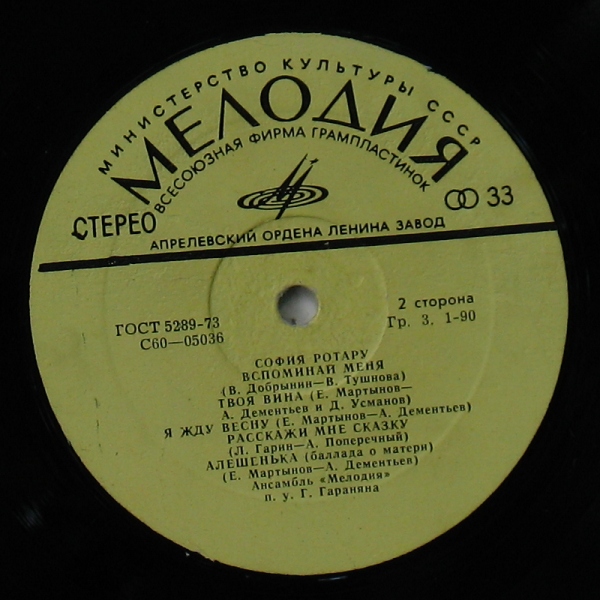 МИНИСТЕРСТВО КУЛЬТУРЫ СССР
МЕЛОДИЯ
ВСЕСОЮЗНАЯ ФИРМА ГРАМПЛАСТИНОК
СТЕРЕО
33
АПРЕЛЕВСКИЙ ОРДЕНА ЛЕНИНА ЗАВОД
ГОСТ 5289-73
С60—05036
2 сторона
Гр. 3. 1-90
СОФИЯ РОТАРУ
ВСПОМИНАЙ МЕНЯ
(В. Добрынин—В. Тушнова)
ТВОЯ ВИНА (Е. Мартынов—
А. Дементьев и Д. Усманов)
Я ЖДУ ВЕСНУ (Е. Мартынов—А. Дементьев)
РАССКАЖИ МНЕ СКАЗКУ
(Л. Гарин—А. Поперечный)
АЛЕШЕНЬКА (баллада о матери)
(Е. Мартынов—А. Дементьев)
Ансамбль «Мелодия»
п. у. Г. Гараняна